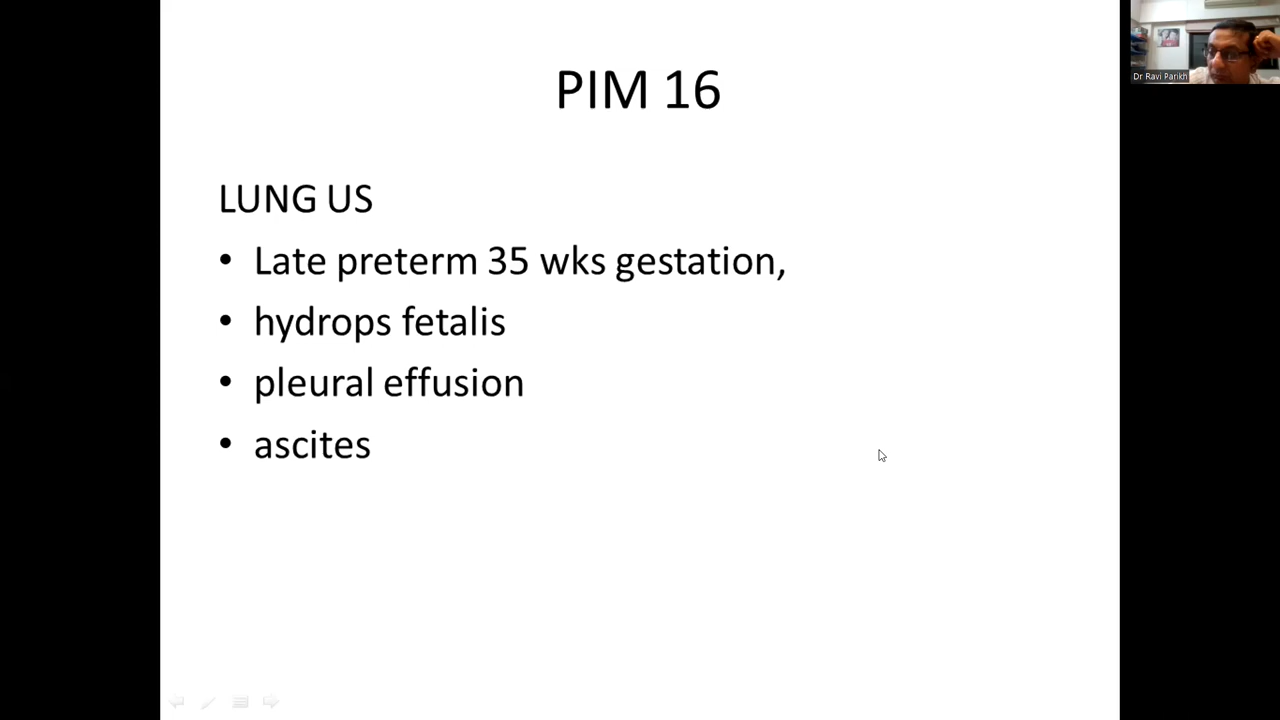 PIM 16
Dr Ravi Parikh
LUNG US
• Late preterm 35 wks gestation,
• hydrops fetalis
• pleural effusion
• ascites